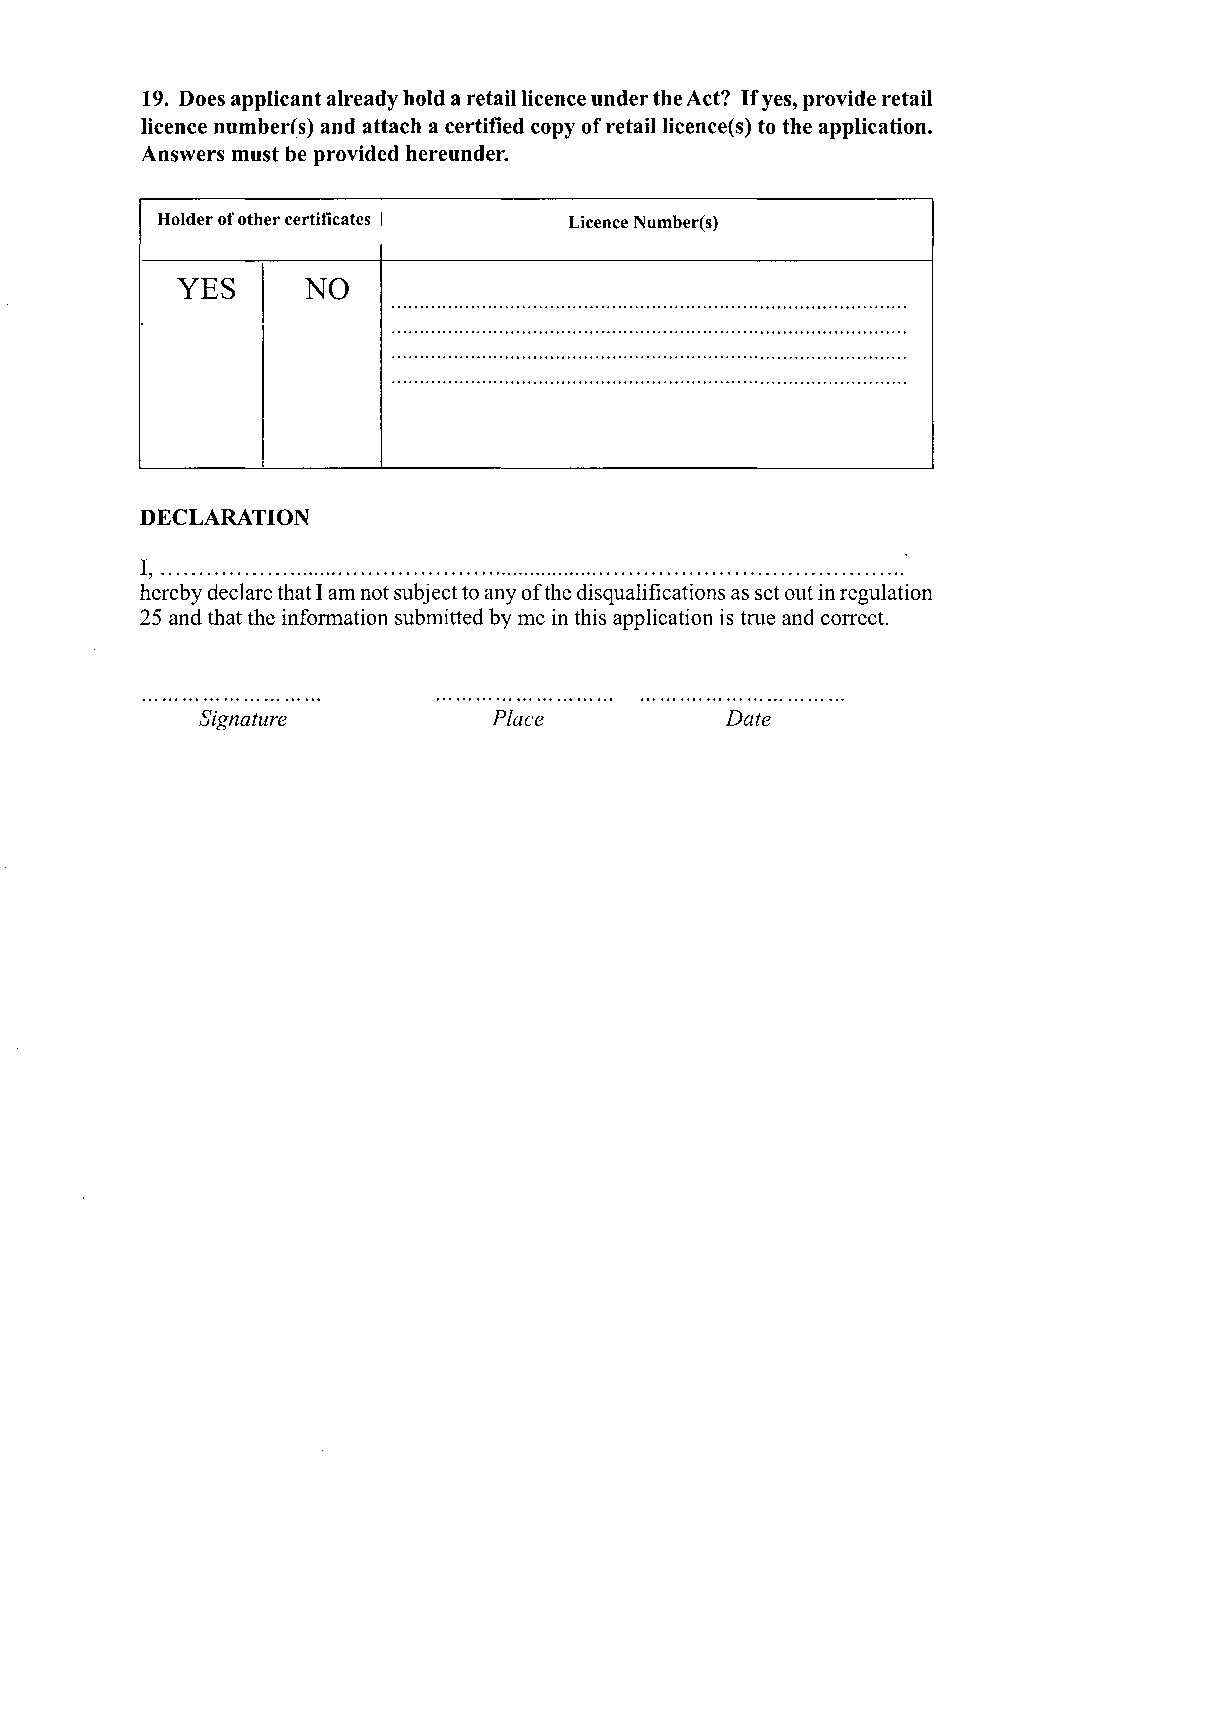 19. Does applicant already hold a retail licence under the Act? If yes, provide retail
licence number(s) and attach a certified copy of retail licence(s) to the application.
Answers must be provided hereunder.
Holder of other certificates Licence Number(s)
YES NO ..........................................................................................
..........................................................................................
..........................................................................................
..........................................................................................
DECLARATION
I, ..................................................................................................
hereby declare that I am not subject to any of the disqualifications as set out in regulation
25 and that the information submitted by me in this application is true and correct.
........................... ........................... ..............................
Signature Place Date